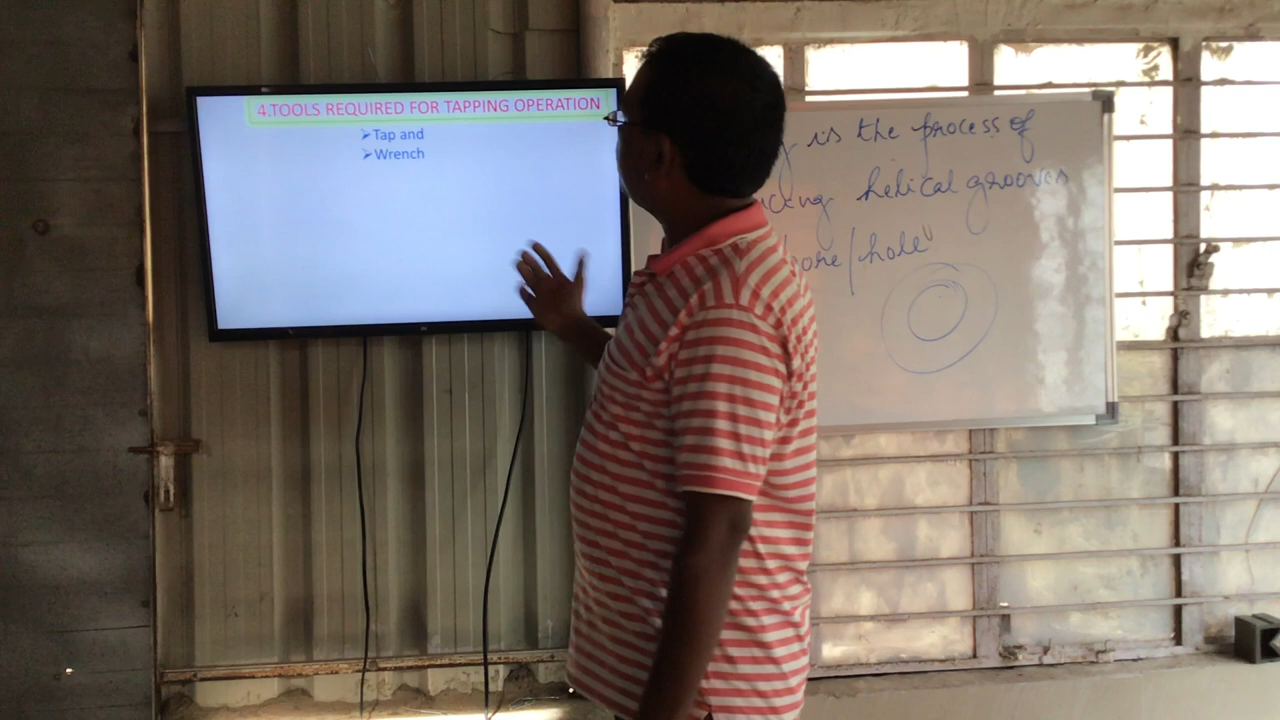 4.TOOLS REQUIRED FOR TAPPING OPERATION
➢Tap and
➢Wrench
is the process of
helical grooves
/hole"